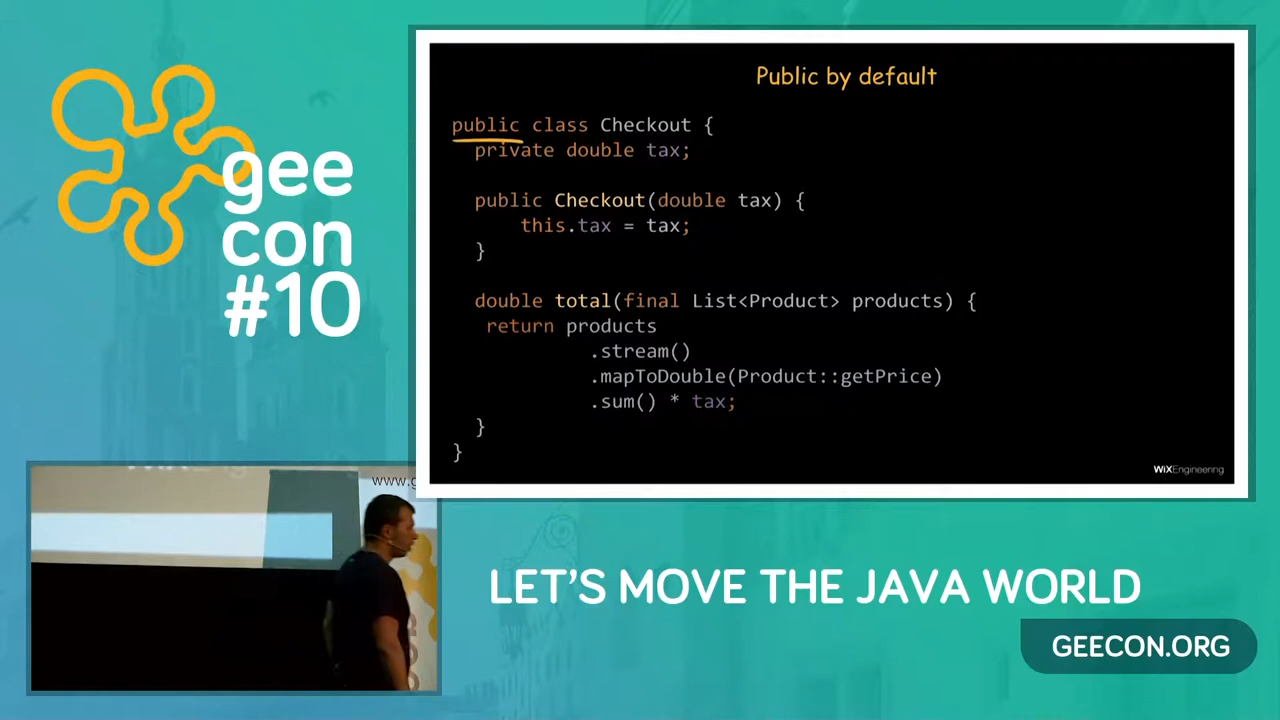 gee
con
#10
Public by default
public class Checkout {
private double tax;
public Checkout(double tax) {
this.tax = tax;
}
double total(final List<Product> products) {
return products
.stream()
.mapToDouble(Product::getPrice)
.sum() * tax;
}
}
WiXEngineering
www.g
LET'S MOVE THE JAVA WORLD
GEECON.ORG